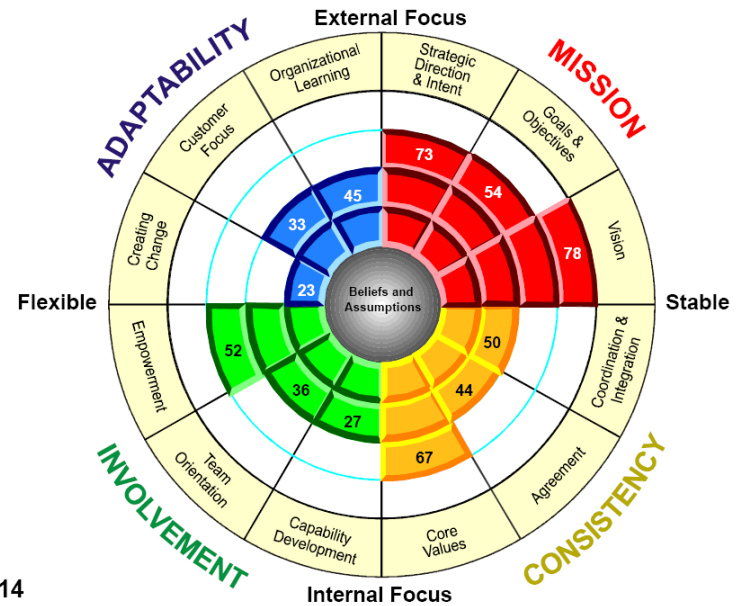 External Focus
ADAPTABILITY
MISSION
Organizational
Learning
Strategic
Direction
& Intent
Customer
Focus
Goals &
Objectives
Creating
Change
Vision
73
54
78
45
33
23
Beliefs and
Assumptions
Flexible
Stable
Empowerment
Coordination &
Integration
52
36
27
50
44
67
Team
Orientation
Agreement
Capability
Development
Core
Values
INVOLVEMENT
CONSISTENCY
14
Internal Focus